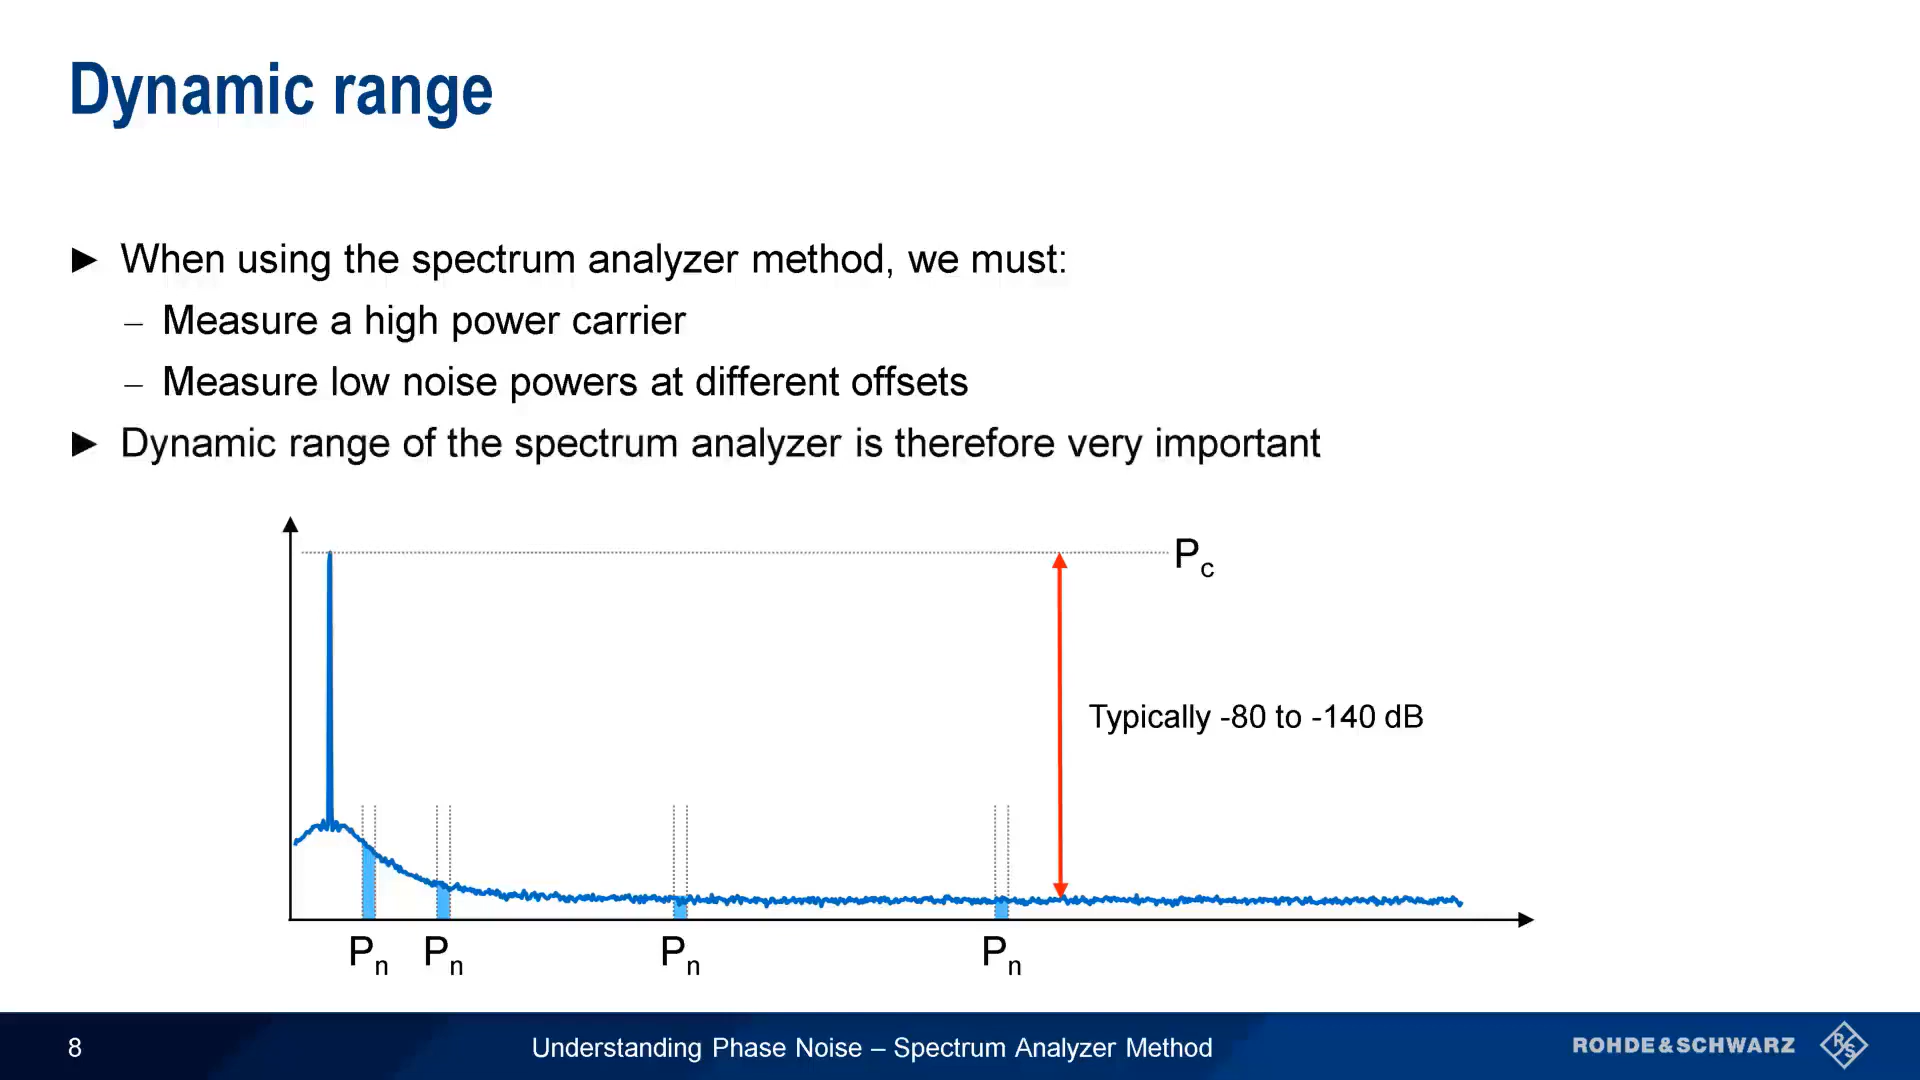 Dynamic range
► When using the spectrum analyzer method, we must:
– Measure a high power carrier
– Measure low noise powers at different offsets
► Dynamic range of the spectrum analyzer is therefore very important
Pc
Typically -80 to -140 dB
Pn Pn Pn Pn
8 Understanding Phase Noise – Spectrum Analyzer Method ROHDE&SCHWARZ R&S